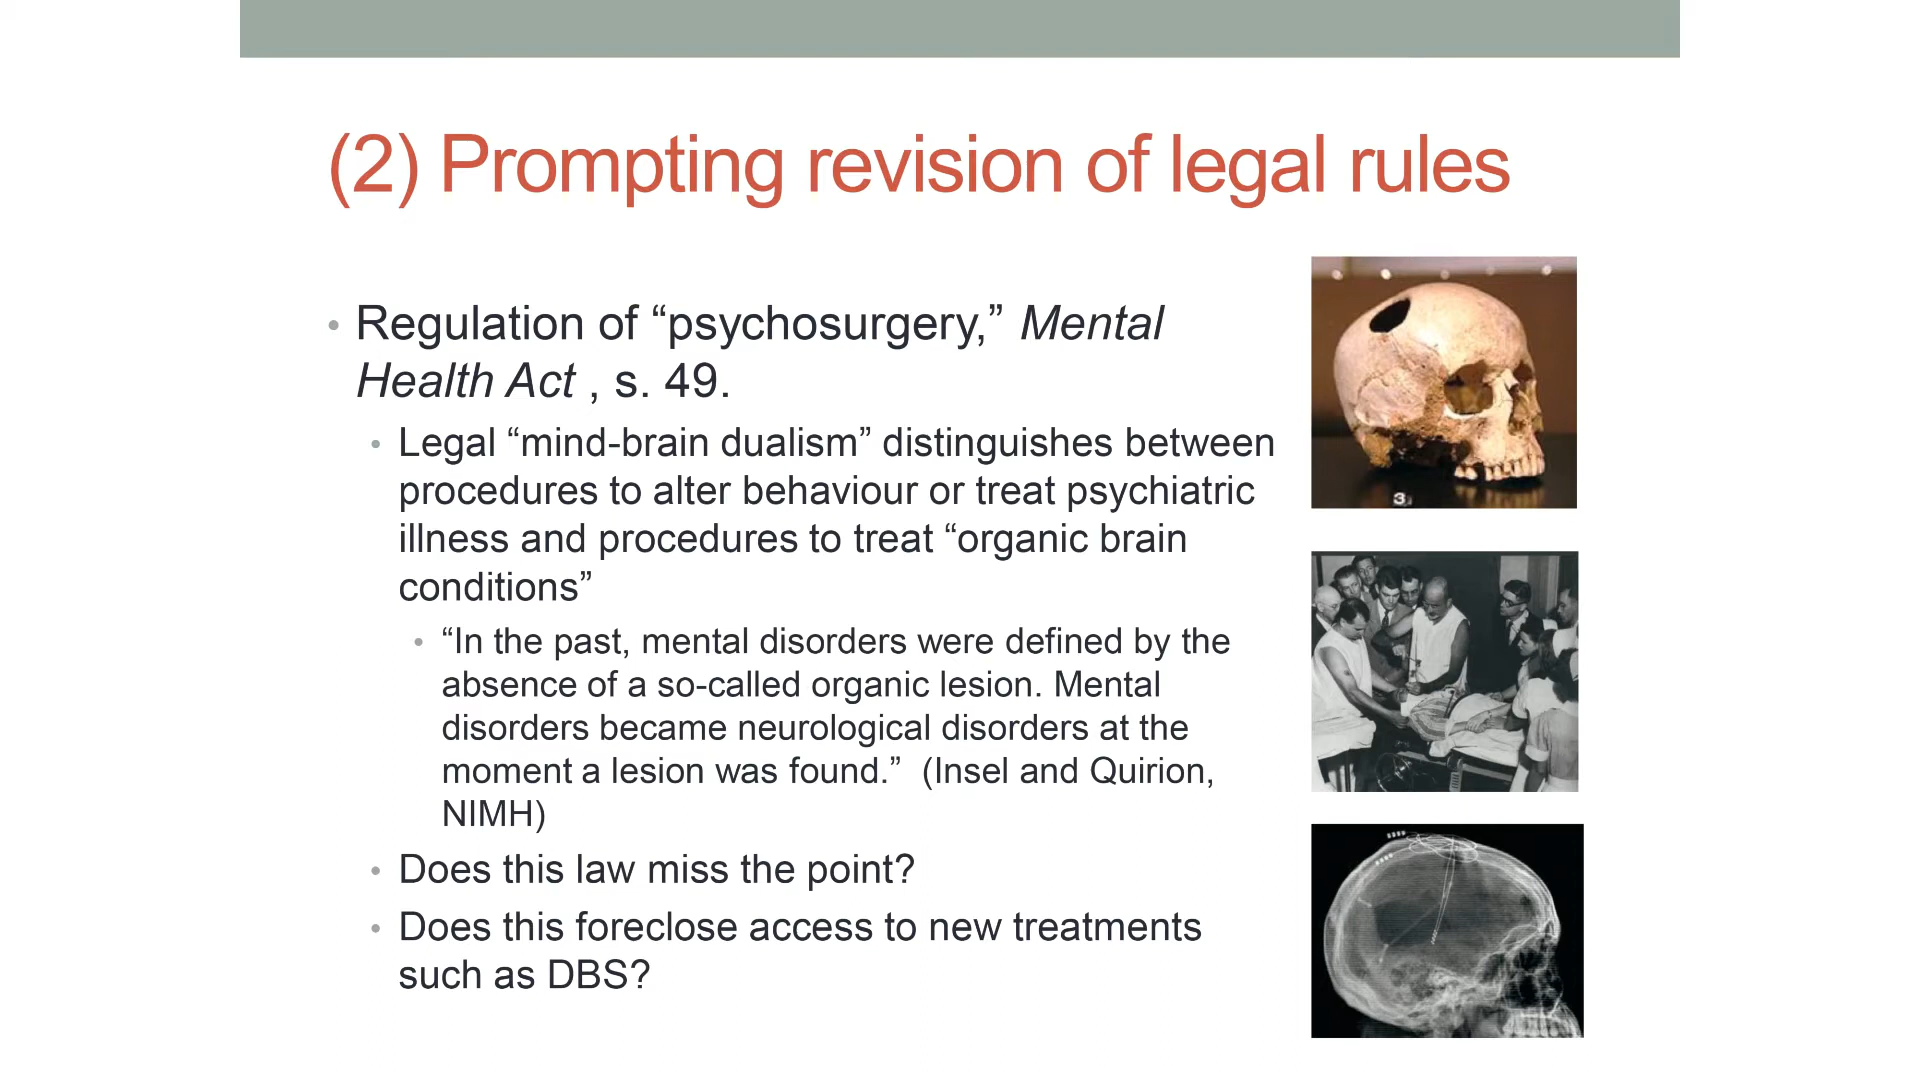 (2) Prompting revision of legal rules
• Regulation of “psychosurgery,” Mental
Health Act , s. 49.
• Legal “mind-brain dualism” distinguishes between
procedures to alter behaviour or treat psychiatric
illness and procedures to treat “organic brain
conditions”
• “In the past, mental disorders were defined by the
absence of a so-called organic lesion. Mental
disorders became neurological disorders at the
moment a lesion was found.”  (Insel and Quirion,
NIMH)
• Does this law miss the point?
• Does this foreclose access to new treatments
such as DBS?
3